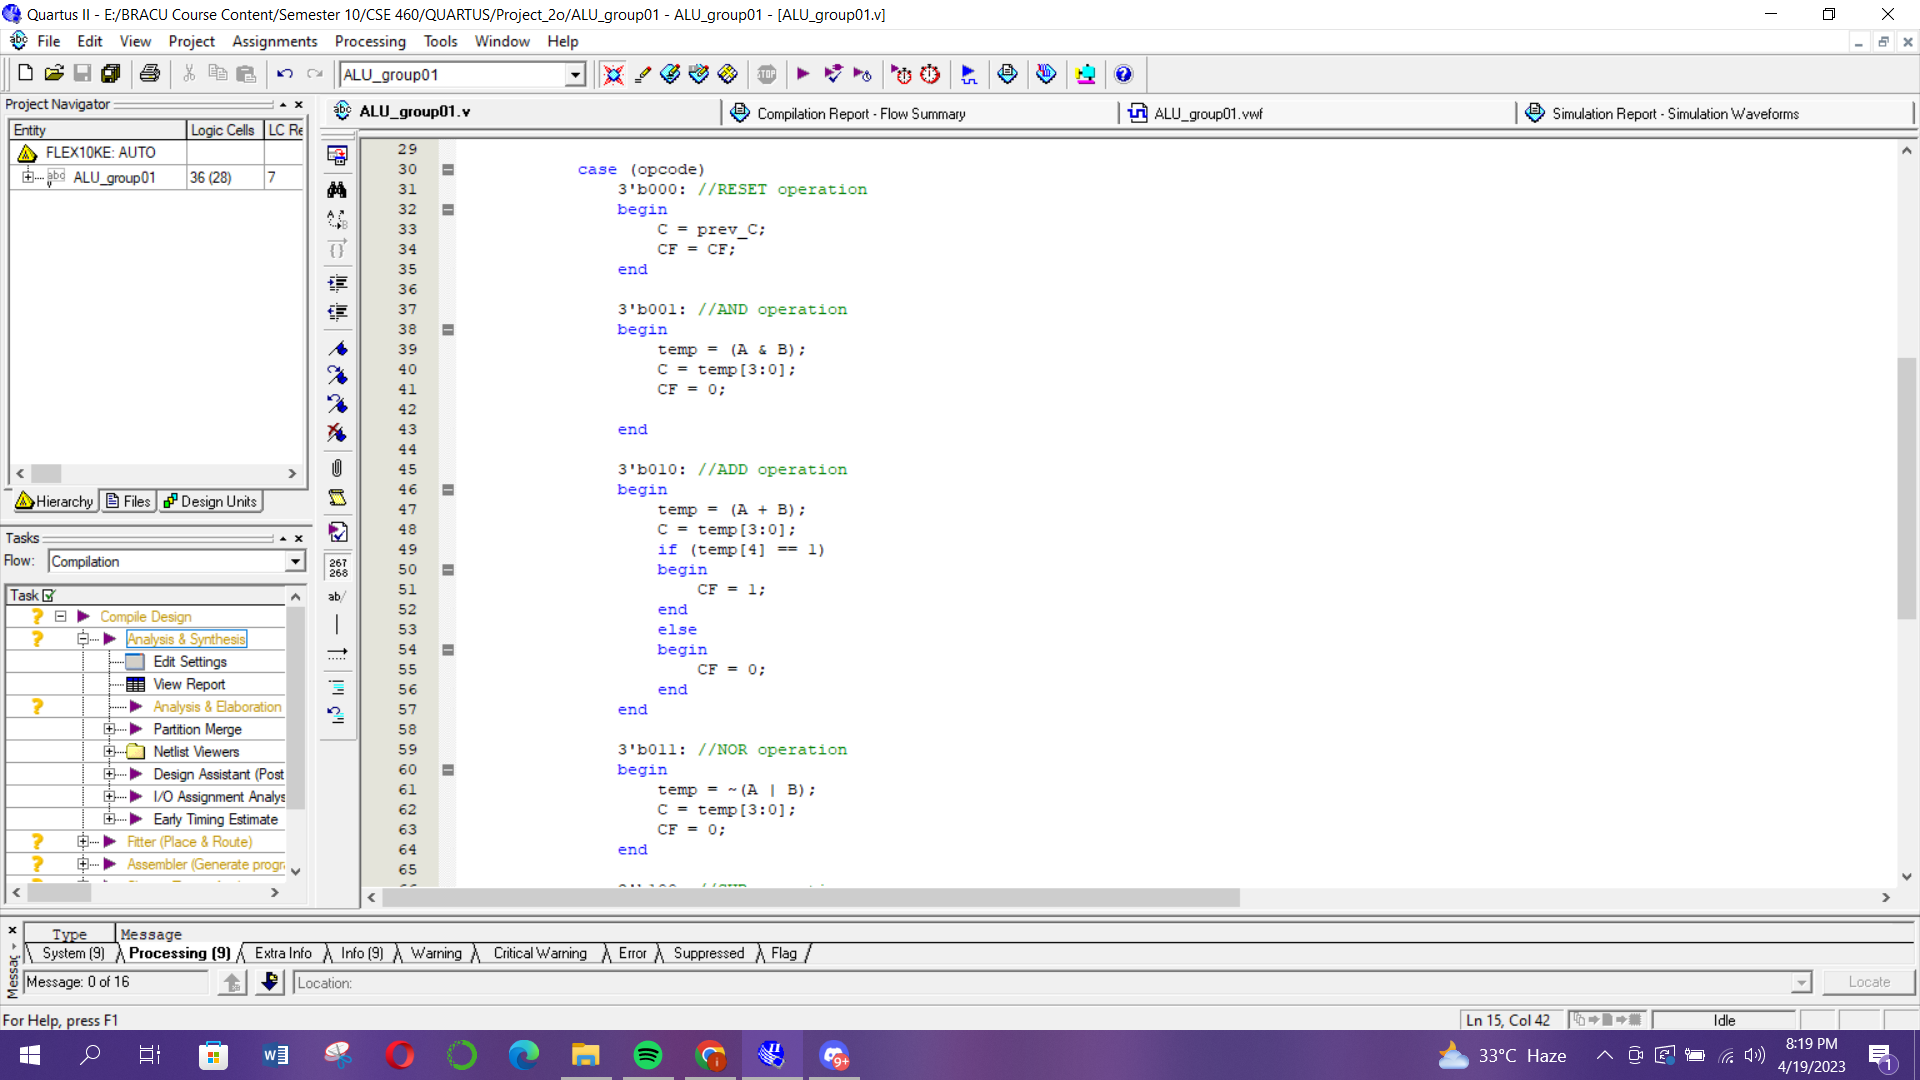 Quartus II - E:/BRACU Course Content/Semester 10/CSE 460/QUARTUS/Project_2o/ALU_group01 - ALU_group01 - [ALU_group01.v]
File Edit View Project Assignments Processing Tools Window Help
ALU_group01
STOP
Project Navigator
Entity Logic Cells LC Re
FLEX10KE: AUTO
ALU_group01 36 (28) 7
Hierarchy Files Design Units
Tasks
Flow: Compilation
Task
Compile Design
Analysis & Synthesis
Edit Settings
View Report
Analysis & Elaboration
Partition Merge
Netlist Viewers
Design Assistant (Post
I/O Assignment Analys
Early Timing Estimate
Fitter (Place & Route)
Assembler (Generate progra
ALU_group01.v Compilation Report - Flow Summary ALU_group01.vwf Simulation Report - Simulation Waveforms
267
268
ab/
29
30 case (opcode)
31 3'b000: //RESET operation
32 begin
33 C = prev_C;
34 CF = CF;
35 end
36
37 3'b001: //AND operation
38 begin
39 temp = (A & B);
40 C = temp[3:0];
41 CF = 0;
42
43 end
44
45 3'b010: //ADD operation
46 begin
47 temp = (A + B);
48 C = temp[3:0];
49 if (temp[4] == 1)
50 begin
51 CF = 1;
52 end
53 else
54 begin
55 CF = 0;
56 end
57 end
58
59 3'b011: //NOR operation
60 begin
61 temp = ~(A | B);
62 C = temp[3:0];
63 CF = 0;
64 end
65
Type Message
System (9) Processing (9) Extra Info Info (9) Warning Critical Warning Error Suppressed Flag
Messag
Message: 0 of 16 Location: Locate
For Help, press F1 Ln 15, Col 42 Idle
9+
33°C Haze
8:19 PM
4/19/2023
1